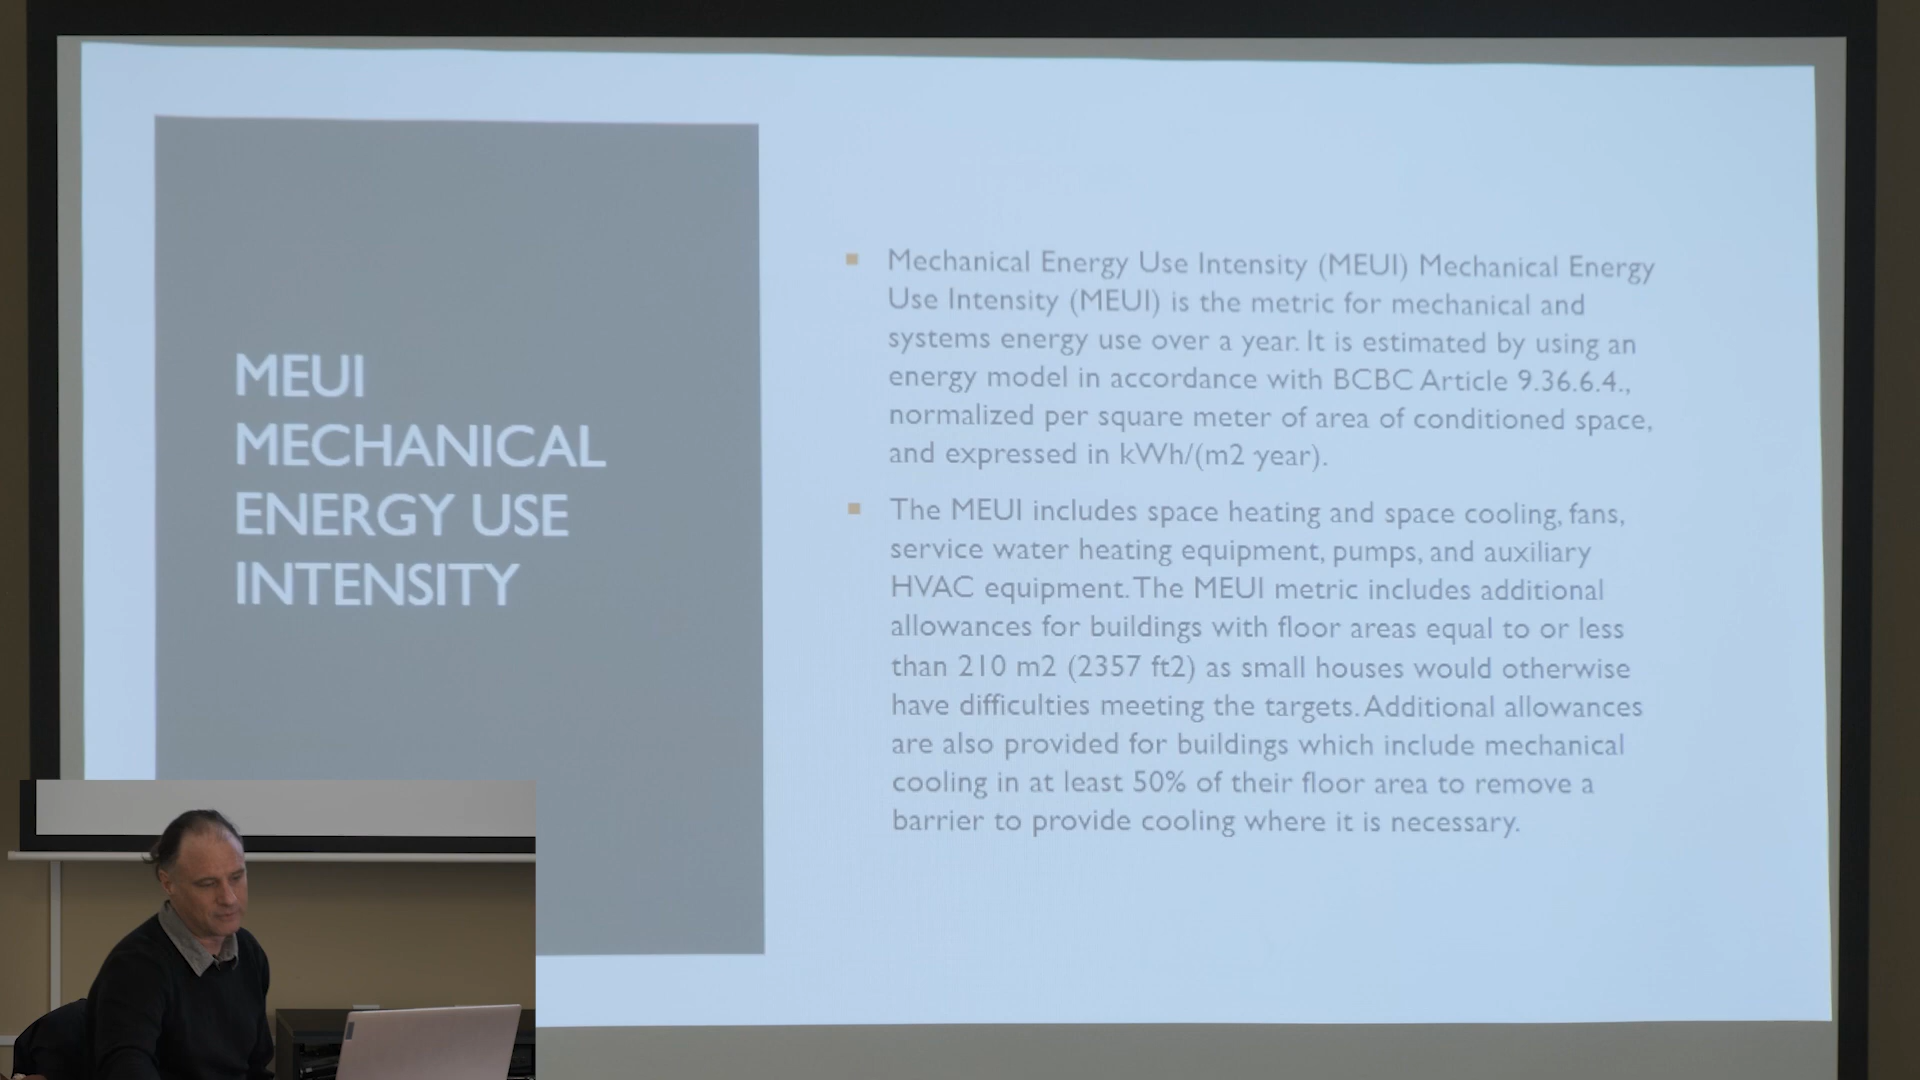 MEUI
MECHANICAL
ENERGY USE
INTENSITY
Mechanical Energy Use Intensity (MEUI) Mechanical Energy
Use Intensity (MEUI) is the metric for mechanical and
systems energy use over a year. It is estimated by using an
energy model in accordance with BCBC Article 9.36.6.4.,
normalized per square meter of area of conditioned space,
and expressed in kWh/(m2 year).
The MEUI includes space heating and space cooling, fans,
service water heating equipment, pumps, and auxiliary
HVAC equipment. The MEUI metric includes additional
allowances for buildings with floor areas equal to or less
than 210 m2 (2357 ft2) as small houses would otherwise
have difficulties meeting the targets. Additional allowances
are also provided for buildings which include mechanical
cooling in at least 50% of their floor area to remove a
barrier to provide cooling where it is necessary.